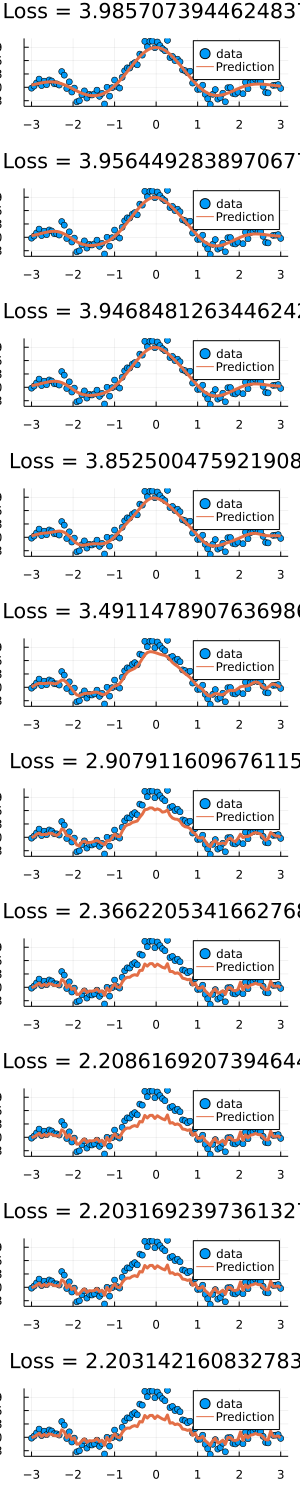 Loss = 3.985707394462483
data
Prediction
−3 −2 −1 0 1 2 3
Loss = 3.956449283897067
data
Prediction
−3 −2 −1 0 1 2 3
Loss = 3.946848126344624
data
Prediction
−3 −2 −1 0 1 2 3
Loss = 3.852500475921908
data
Prediction
−3 −2 −1 0 1 2 3
Loss = 3.491147890763698
data
Prediction
−3 −2 −1 0 1 2 3
Loss = 2.907911609676115
data
Prediction
−3 −2 −1 0 1 2 3
Loss = 2.366220534166276
data
Prediction
−3 −2 −1 0 1 2 3
Loss = 2.208616920739464
data
Prediction
−3 −2 −1 0 1 2 3
Loss = 2.203169239736132
data
Prediction
−3 −2 −1 0 1 2 3
Loss = 2.203142160832783
data
Prediction
−3 −2 −1 0 1 2 3